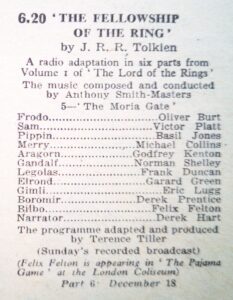 6.20 'THE FELLOWSHIP
OF THE RING'
by J. R. R. Tolkien
A radio adaptation in six parts from
Volume 1 of 'The Lord of the Rings'
The music composed and conducted
by Anthony Smith-Masters
5—'The Moria Gate'
Frodo Oliver Burt
Sam Victor Platt
Pippin Basil Jones
Merry Michael Collins
Aragorn Godfrey Kenton
Gandalf Norman Shelley
Legolas Frank Duncan
Elrond Garard Green
Gimli Eric Lugg
Boromir Derek Prentice
Bilbo Felix Felton
Narrator Derek Hart
The programme adapted and produced
by Terence Tiller
(Sunday's recorded broadcast)
(Felix Felton is appearing in 'The Pajama
Game' at the London Coliseum)
Part 6: December 18